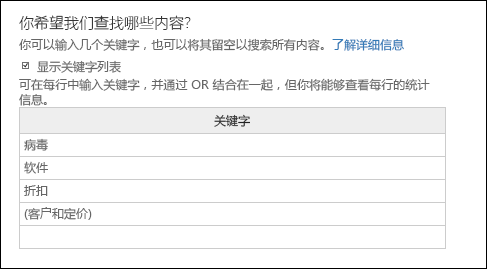 你希望我们查找哪些内容?
你可以输入几个关键字，也可以将其留空以搜索所有内容。了解详细信息
显示关键字列表
可在每行中输入关键字，并通过 OR 结合在一起，但你将能够查看每行的统计
信息。
关键字
病毒
软件
折扣
(客户和定价)